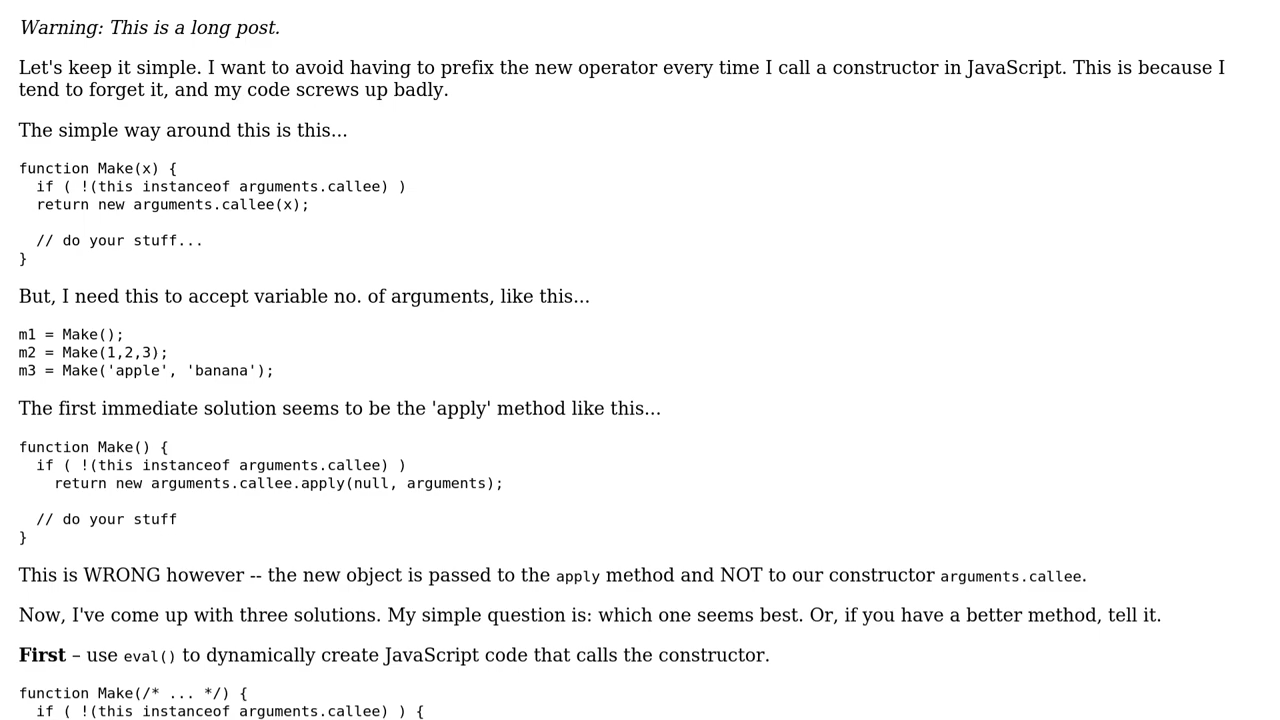 Warning: This is a long post.
Let's keep it simple. I want to avoid having to prefix the new operator every time I call a constructor in JavaScript. This is because I
tend to forget it, and my code screws up badly.
The simple way around this is this...
function Make(x) {
  if ( !(this instanceof arguments.callee) )
  return new arguments.callee(x);

  // do your stuff...
}
But, I need this to accept variable no. of arguments, like this...
m1 = Make();
m2 = Make(1,2,3);
m3 = Make('apple', 'banana');
The first immediate solution seems to be the 'apply' method like this...
function Make() {
  if ( !(this instanceof arguments.callee) )
    return new arguments.callee.apply(null, arguments);

  // do your stuff
}
This is WRONG however -- the new object is passed to the apply method and NOT to our constructor arguments.callee.
Now, I've come up with three solutions. My simple question is: which one seems best. Or, if you have a better method, tell it.
First – use eval() to dynamically create JavaScript code that calls the constructor.
function Make(/* ... */) {
  if ( !(this instanceof arguments.callee) ) {